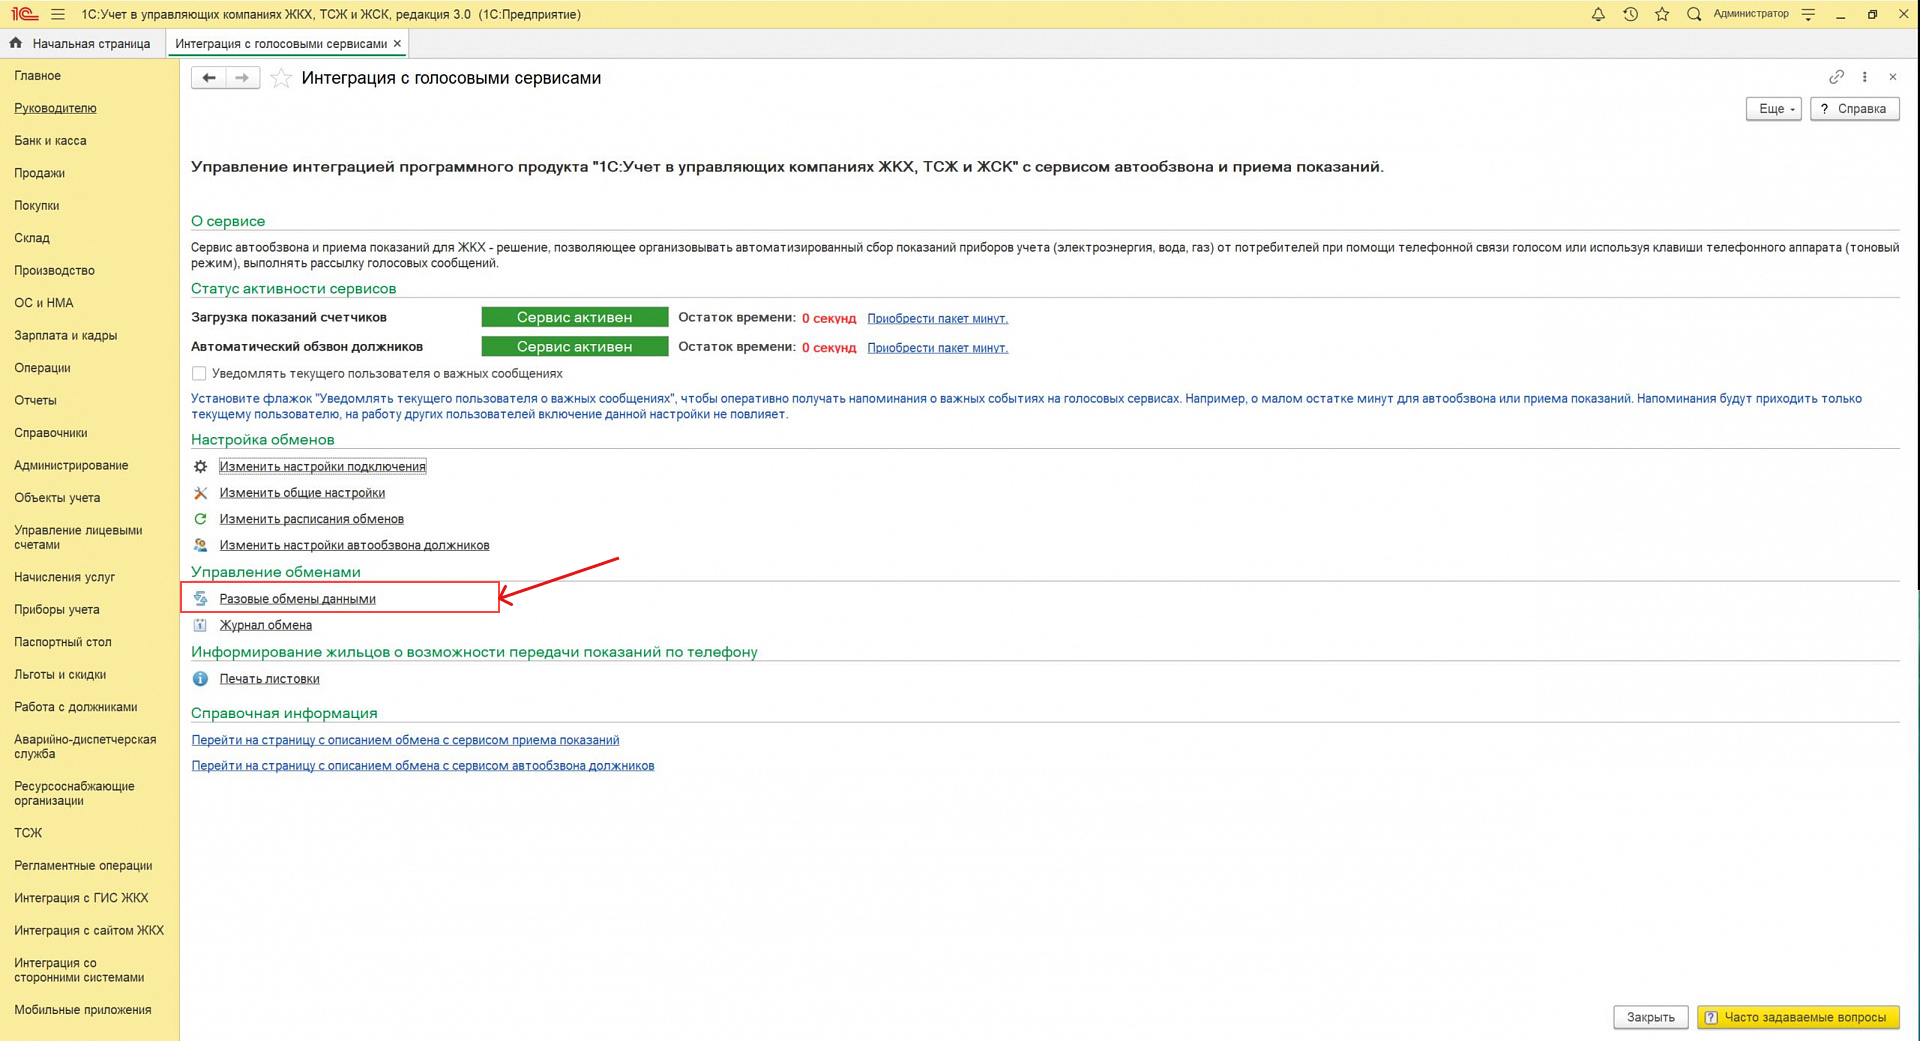 1С:Учет в управляющих компаниях ЖКХ, ТСЖ и ЖСК, редакция 3.0 (1С:Предприятие)
Администратор
Начальная страница
Интеграция с голосовыми сервисами ×
Главное
Руководителю
Банк и касса
Продажи
Покупки
Склад
Производство
ОС и НМА
Зарплата и кадры
Операции
Отчеты
Справочники
Администрирование
Объекты учета
Управление лицевыми
счетами
Начисления услуг
Приборы учета
Паспортный стол
Льготы и скидки
Работа с должниками
Аварийно-диспетчерская
служба
Ресурсоснабжающие
организации
ТСЖ
Регламентные операции
Интеграция с ГИС ЖКХ
Интеграция с сайтом ЖКХ
Интеграция со
сторонними системами
Мобильные приложения
Интеграция с голосовыми сервисами
Еще
? Справка
Управление интеграцией программного продукта "1С:Учет в управляющих компаниях ЖКХ, ТСЖ и ЖСК" с сервисом автообзвона и приема показаний.
О сервисе
Сервис автообзвона и приема показаний для ЖКХ - решение, позволяющее организовывать автоматизированный сбор показаний приборов учета (электроэнергия, вода, газ) от потребителей при помощи телефонной связи голосом или используя клавиши телефонного аппарата (тоновый
режим), выполнять рассылку голосовых сообщений.
Статус активности сервисов
Загрузка показаний счетчиков Сервис активен Остаток времени: 0 секунд Приобрести пакет минут.
Автоматический обзвон должников Сервис активен Остаток времени: 0 секунд Приобрести пакет минут.
Уведомлять текущего пользователя о важных сообщениях
Установите флажок "Уведомлять текущего пользователя о важных сообщениях", чтобы оперативно получать напоминания о важных событиях на голосовых сервисах. Например, о малом остатке минут для автообзвона или приема показаний. Напоминания будут приходить только
текущему пользователю, на работу других пользователей включение данной настройки не повлияет.
Настройка обменов
Изменить настройки подключения
Изменить общие настройки
Изменить расписания обменов
Изменить настройки автообзвона должников
Управление обменами
Разовые обмены данными
Журнал обмена
Информирование жильцов о возможности передачи показаний по телефону
Печать листовки
Справочная информация
Перейти на страницу с описанием обмена с сервисом приема показаний
Перейти на страницу с описанием обмена с сервисом автообзвона должников
Закрыть
? Часто задаваемые вопросы